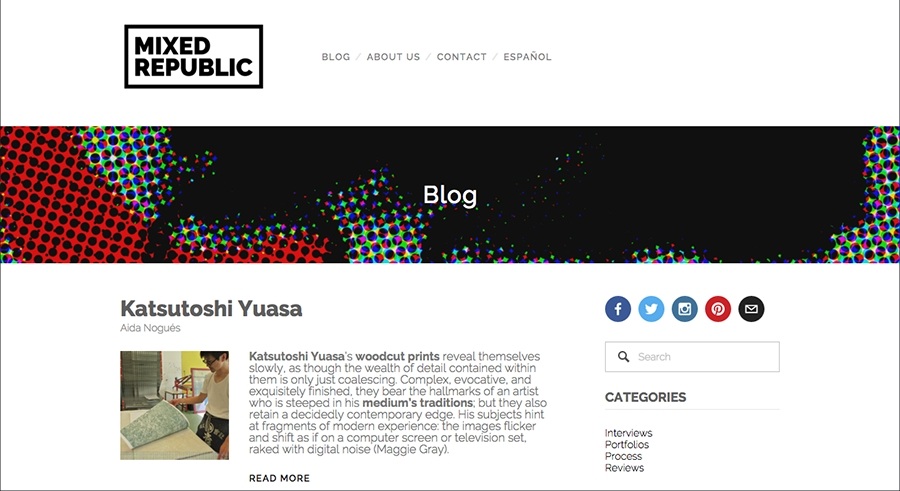 MIXED
REPUBLIC
BLOG / ABOUT US / CONTACT / ESPAÑOL
Blog
Katsutoshi Yuasa
Aida Nogués
Katsutoshi Yuasa's woodcut prints reveal themselves
slowly, as though the wealth of detail contained within
them is only just coalescing. Complex, evocative, and
exquisitely finished, they bear the hallmarks of an artist
who is steeped in his medium's traditions; but they also
retain a decidedly contemporary edge. His subjects hint
at fragments of modern experience: the images flicker
and shift as if on a computer screen or television set,
raked with digital noise (Maggie Gray).
READ MORE
Search
CATEGORIES
Interviews
Portfolios
Process
Reviews